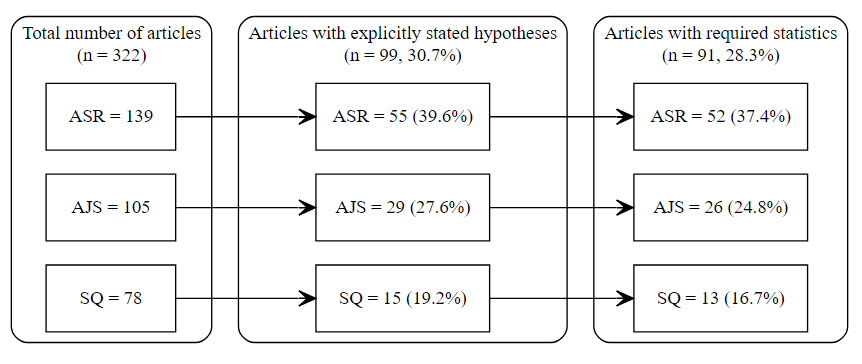 Total number of articles
(n = 322)
ASR = 139
AJS = 105
SQ = 78
Articles with explicitly stated hypotheses
(n = 99, 30.7%)
ASR = 55 (39.6%)
AJS = 29 (27.6%)
SQ = 15 (19.2%)
Articles with required statistics
(n = 91, 28.3%)
ASR = 52 (37.4%)
AJS = 26 (24.8%)
SQ = 13 (16.7%)